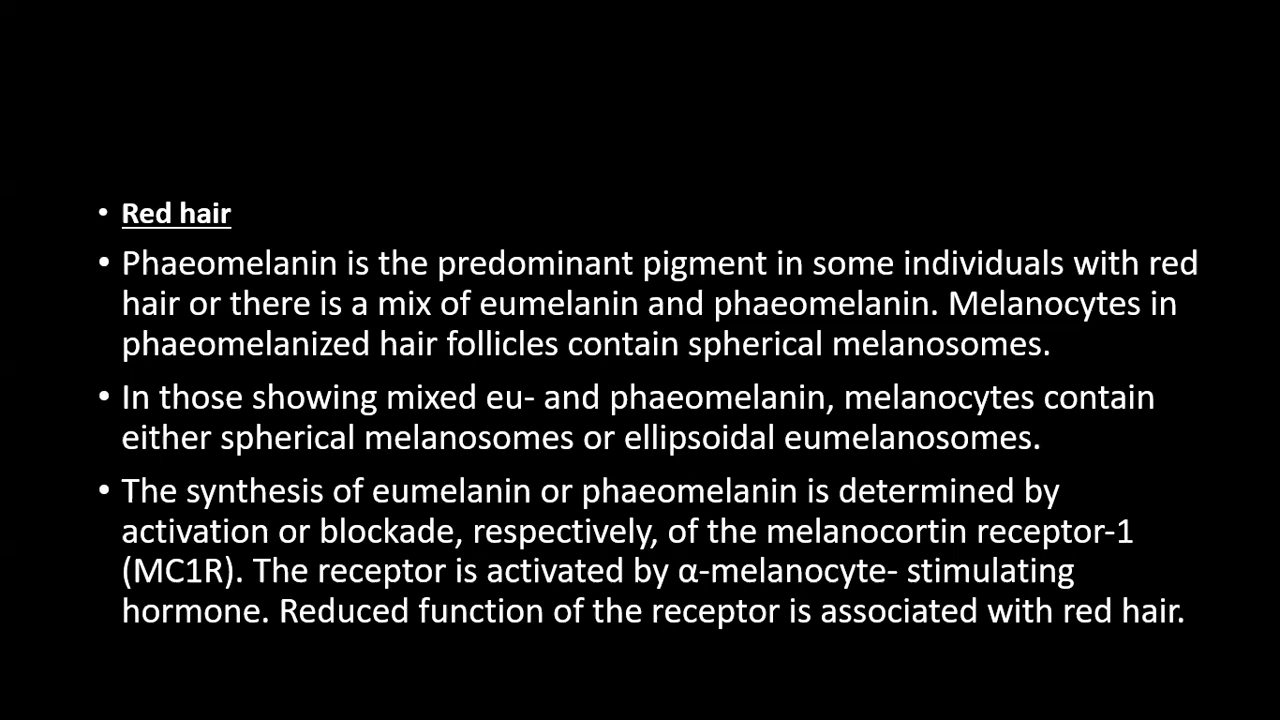 • Red hair
• Phaeomelanin is the predominant pigment in some individuals with red
hair or there is a mix of eumelanin and phaeomelanin. Melanocytes in
phaeomelanized hair follicles contain spherical melanosomes.
• In those showing mixed eu- and phaeomelanin, melanocytes contain
either spherical melanosomes or ellipsoidal eumelanosomes.
• The synthesis of eumelanin or phaeomelanin is determined by
activation or blockade, respectively, of the melanocortin receptor-1
(MC1R). The receptor is activated by α-melanocyte- stimulating
hormone. Reduced function of the receptor is associated with red hair.